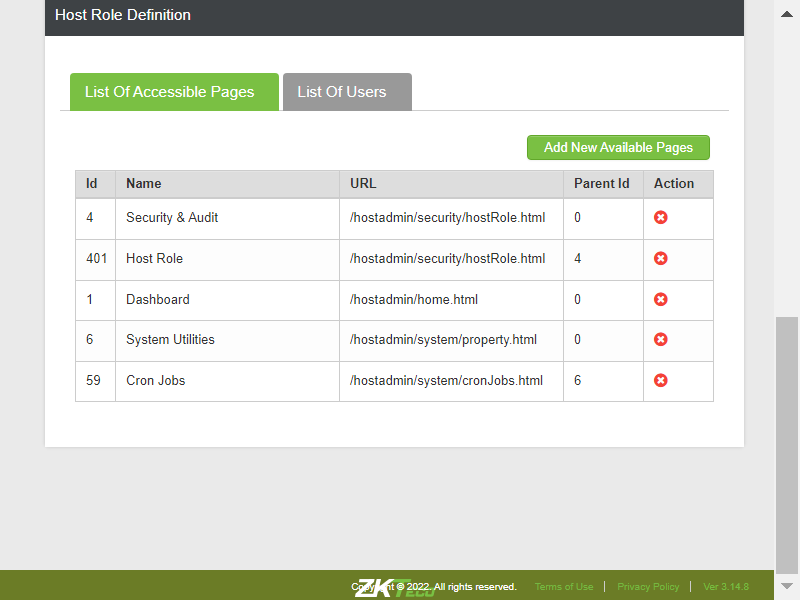 Host Role Definition
List Of Accessible Pages
List Of Users
Add New Available Pages
Id Name URL Parent Id Action
4 Security & Audit /hostadmin/security/hostRole.html 0
401 Host Role /hostadmin/security/hostRole.html 4
1 Dashboard /hostadmin/home.html 0
6 System Utilities /hostadmin/system/property.html 0
59 Cron Jobs /hostadmin/system/cronJobs.html 6
ZKTeco
Copyright © 2022. All rights reserved. Terms of Use | Privacy Policy | Ver 3.14.8